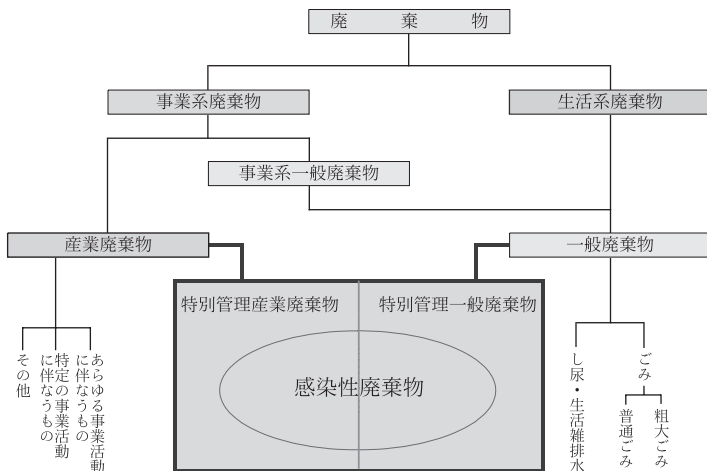 廃棄物
事業系廃棄物
生活系廃棄物
事業系一般廃棄物
産業廃棄物
一般廃棄物
特別管理産業廃棄物
特別管理一般廃棄物
感染性廃棄物
あらゆる事業活動
に伴なうもの
特定の事業活動
に伴なうもの
その他
ごみ
粗大ごみ
普通ごみ
し尿・生活雑排水